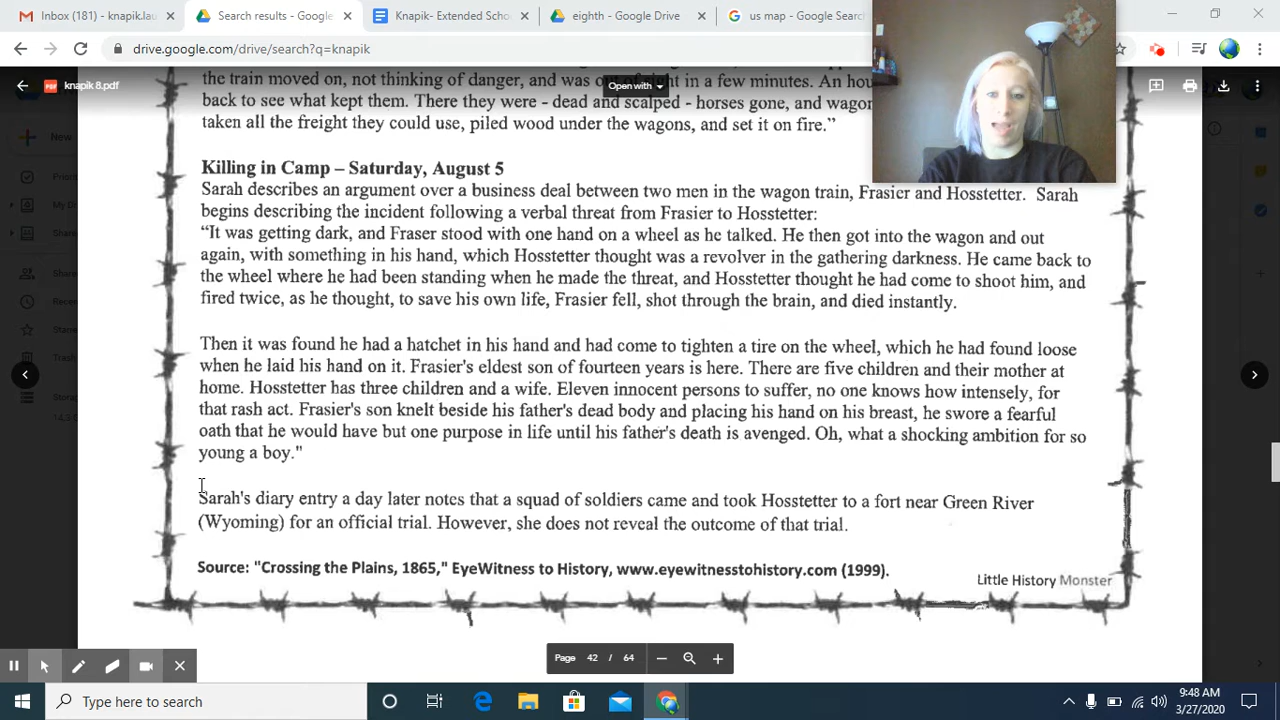 Inbox (181) - knapik.lau
Search results - Google
Knapik- Extended School
eighth - Google Drive
us map - Google Search
drive.google.com/drive/search?q=knapik
knapik 8.pdf
Open with
the train moved on, not thinking of danger, and was out of sight in a few minutes. An hou
back to see what kept them. There they were - dead and scalped - horses gone, and wagon
taken all the freight they could use, piled wood under the wagons, and set it on fire.”
Killing in Camp – Saturday, August 5
Sarah describes an argument over a business deal between two men in the wagon train, Frasier and Hosstetter. Sarah
begins describing the incident following a verbal threat from Frasier to Hosstetter:
“It was getting dark, and Fraser stood with one hand on a wheel as he talked. He then got into the wagon and out
again, with something in his hand, which Hosstetter thought was a revolver in the gathering darkness. He came back to
the wheel where he had been standing when he made the threat, and Hosstetter thought he had come to shoot him, and
fired twice, as he thought, to save his own life, Frasier fell, shot through the brain, and died instantly.
Then it was found he had a hatchet in his hand and had come to tighten a tire on the wheel, which he had found loose
when he laid his hand on it. Frasier's eldest son of fourteen years is here. There are five children and their mother at
home. Hosstetter has three children and a wife. Eleven innocent persons to suffer, no one knows how intensely, for
that rash act. Frasier's son knelt beside his father's dead body and placing his hand on his breast, he swore a fearful
oath that he would have but one purpose in life until his father's death is avenged. Oh, what a shocking ambition for so
young a boy."
Sarah's diary entry a day later notes that a squad of soldiers came and took Hosstetter to a fort near Green River
(Wyoming) for an official trial. However, she does not reveal the outcome of that trial.
Source: "Crossing the Plains, 1865," EyeWitness to History, www.eyewitnesstohistory.com (1999).
Little History Monster
Page 42 / 64
Type here to search
9:48 AM
3/27/2020